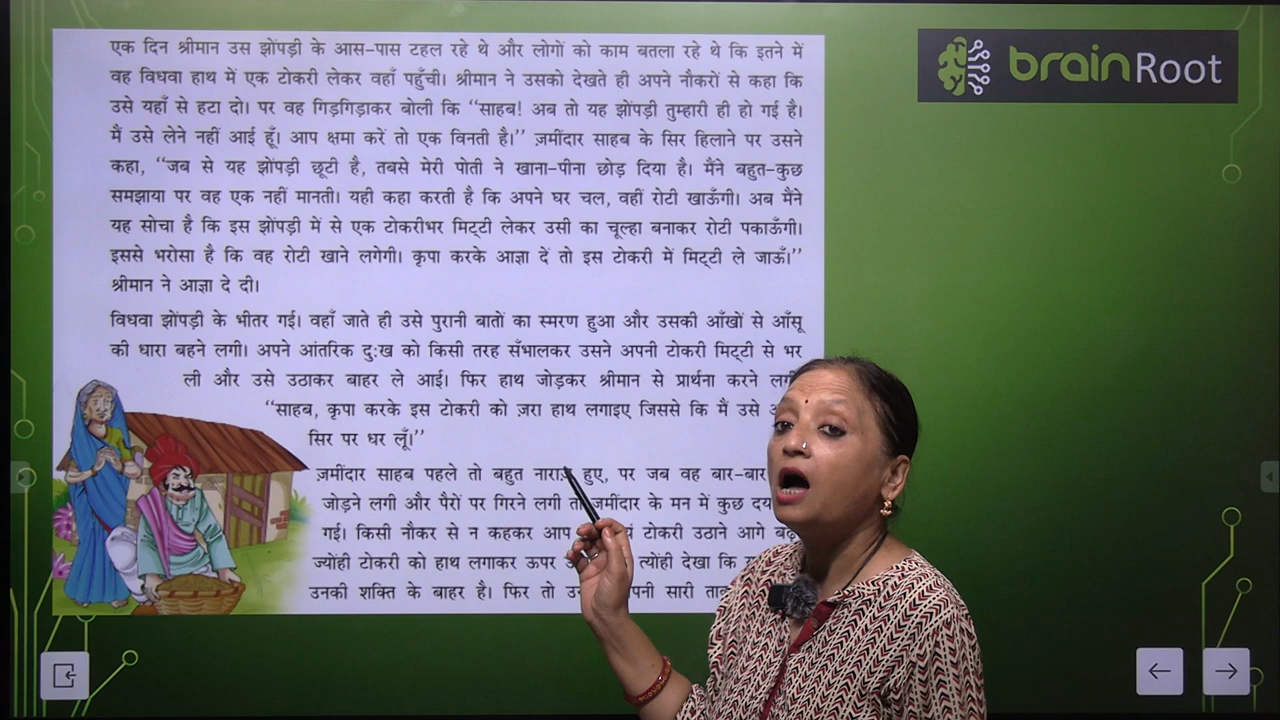 एक दिन श्रीमान उस झोंपड़ी के आस-पास टहल रहे थे और लोगों को काम बतला रहे थे कि इतने में
वह विधवा हाथ में एक टोकरी लेकर वहाँ पहुँची। श्रीमान ने उसको देखते ही अपने नौकरों से कहा कि
उसे यहाँ से हटा दो। पर वह गिड़गिड़ाकर बोली कि “साहब! अब तो यह झोंपड़ी तुम्हारी ही हो गई है।
मैं उसे लेने नहीं आई हूँ। आप क्षमा करें तो एक विनती है।” ज़मींदार साहब के सिर हिलाने पर उसने
कहा, “जब से यह झोंपड़ी छूटी है, तबसे मेरी पोती ने खाना-पीना छोड़ दिया है। मैंने बहुत-कुछ
समझाया पर वह एक नहीं मानती। यही कहा करती है कि अपने घर चल, वहीं रोटी खाऊँगी। अब मैंने
यह सोचा है कि इस झोंपड़ी में से एक टोकरीभर मिट्टी लेकर उसी का चूल्हा बनाकर रोटी पकाऊँगी।
इससे भरोसा है कि वह रोटी खाने लगेगी। कृपा करके आज्ञा दें तो इस टोकरी में मिट्टी ले जाऊँ।”
श्रीमान ने आज्ञा दे दी।
विधवा झोंपड़ी के भीतर गई। वहाँ जाते ही उसे पुरानी बातों का स्मरण हुआ और उसकी आँखों से आँसू
की धारा बहने लगी। अपने आंतरिक दुःख को किसी तरह सँभालकर उसने अपनी टोकरी मिट्टी से भर
ली और उसे उठाकर बाहर ले आई। फिर हाथ जोड़कर श्रीमान से प्रार्थना करने
“साहब, कृपा करके इस टोकरी को ज़रा हाथ लगाइए जिससे कि मैं उसे
सिर पर धर लूँ।”
ज़मींदार साहब पहले तो बहुत नाराज़ हुए, पर जब वह बार-बार
जोड़ने लगी और पैरों पर गिरने लगी ज़मींदार के मन में कुछ
गई। किसी नौकर से न कहकर आप टोकरी उठाने आगे
ज्योंही टोकरी को हाथ लगाकर ऊपर त्योंही देखा कि
उनकी शक्ति के बाहर है। फिर तो सारी
brainRoot